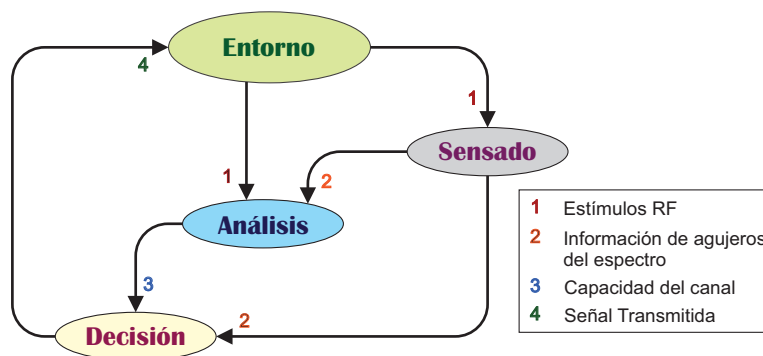 Entorno
4
1
Sensado
1
2
Análisis
3
2
Decisión
1 Estímulos RF
2 Información de agujeros
del espectro
3 Capacidad del canal
4 Señal Transmitida